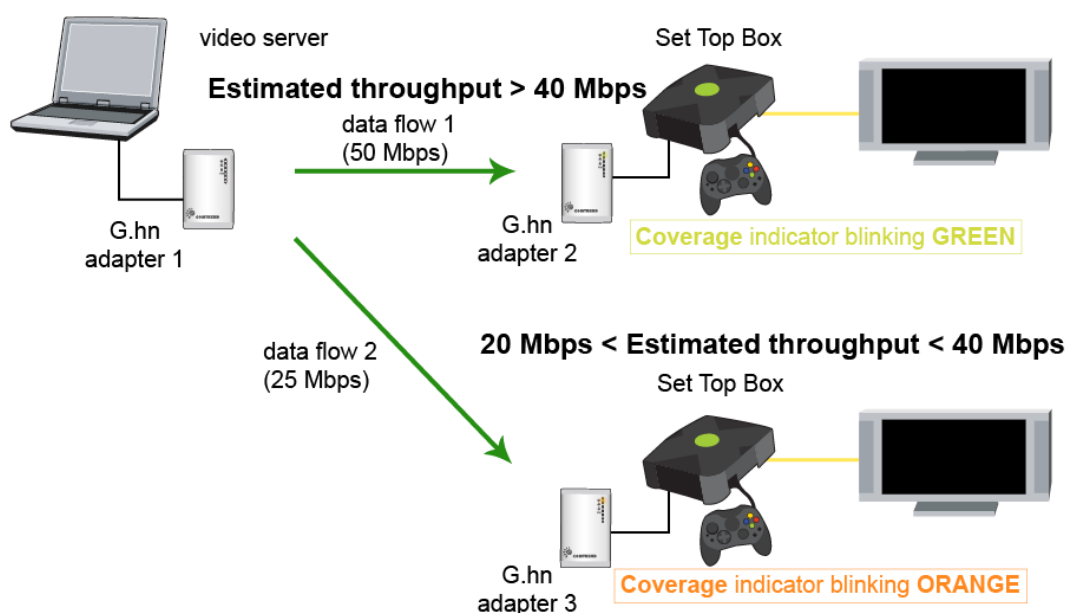 video server
Set Top Box
Estimated throughput > 40 Mbps
data flow 1
(50 Mbps)
G.hn
adapter 1
G.hn
adapter 2
Coverage indicator blinking GREEN
data flow 2
(25 Mbps)
20 Mbps < Estimated throughput < 40 Mbps
Set Top Box
G.hn
adapter 3
Coverage indicator blinking ORANGE